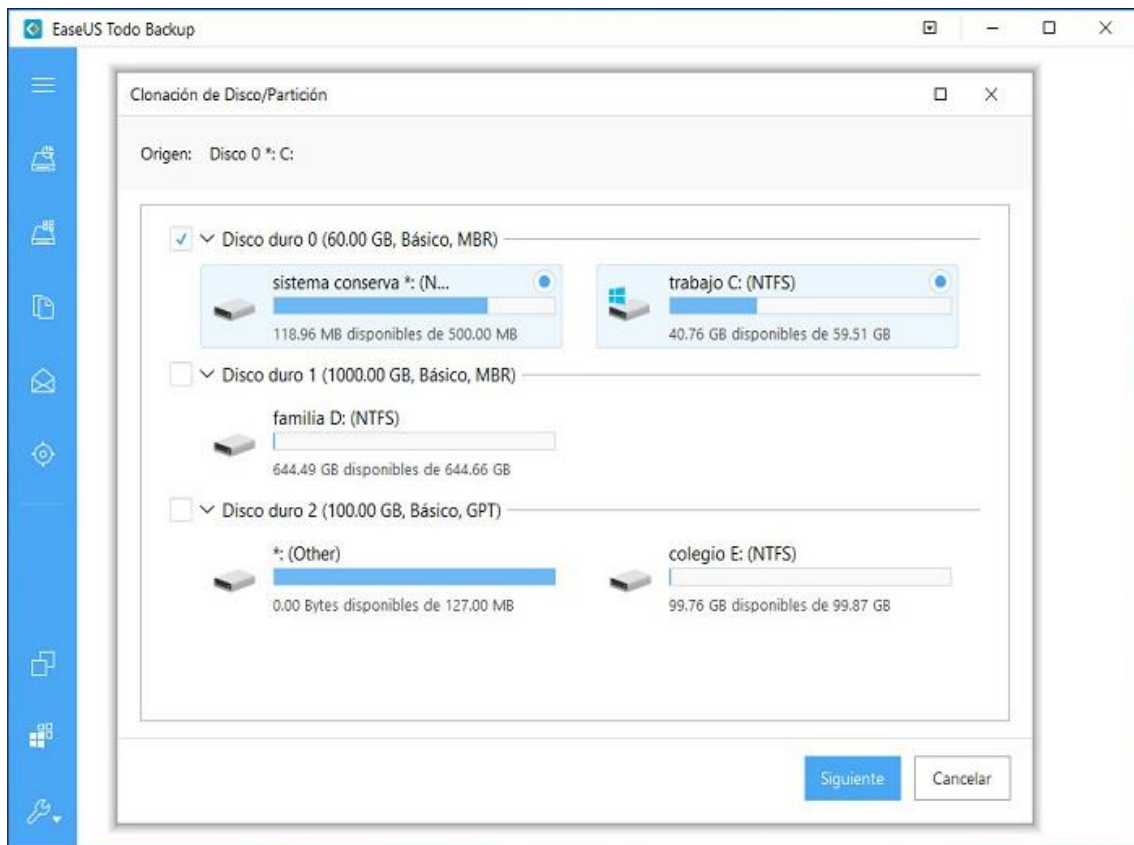 EaseUS Todo Backup
Clonación de Disco/Partición
Origen: Disco 0 *: C:
Disco duro 0 (60.00 GB, Básico, MBR)
sistema conserva *: (N...
118.96 MB disponibles de 500.00 MB
trabajo C: (NTFS)
40.76 GB disponibles de 59.51 GB
Disco duro 1 (1000.00 GB, Básico, MBR)
familia D: (NTFS)
644.49 GB disponibles de 644.66 GB
Disco duro 2 (100.00 GB, Básico, GPT)
*: (Other)
0.00 Bytes disponibles de 127.00 MB
colegio E: (NTFS)
99.76 GB disponibles de 99.87 GB
Siguiente
Cancelar